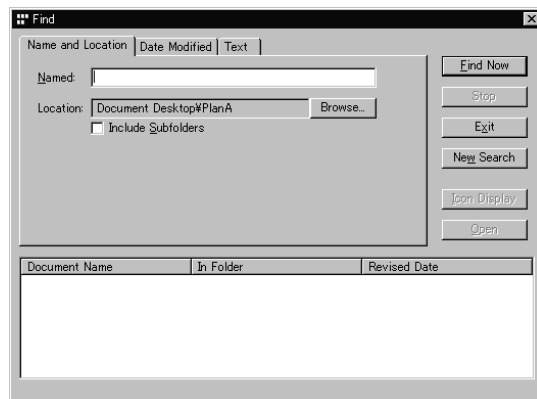 Find
Name and Location Date Modified Text
Named:
Location: Document Desktop¥PlanA Browse...
Include Subfolders
Find Now
Stop
Exit
New Search
Icon Display
Open
Document Name In Folder Revised Date